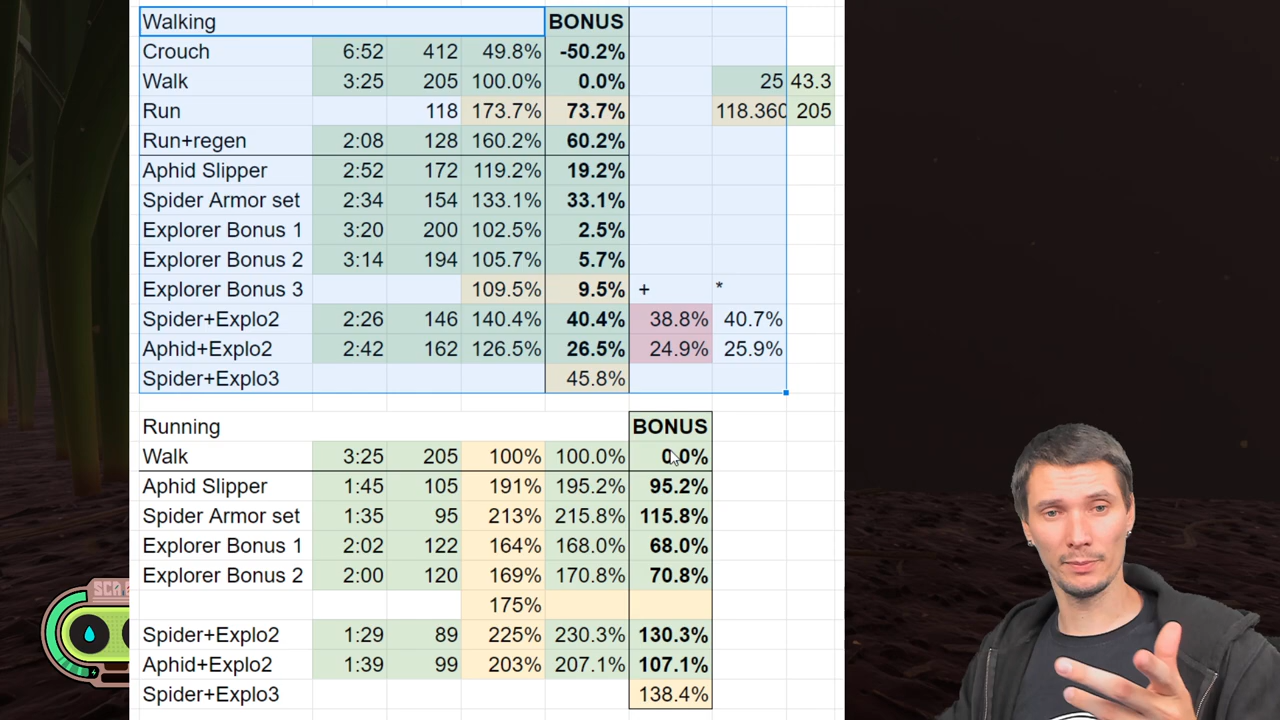 Walking BONUS
Crouch 6:52 412 49.8% -50.2%
Walk 3:25 205 100.0% 0.0% 25 43.3
Run 118 173.7% 73.7% 118.360 205
Run+regen 2:08 128 160.2% 60.2%
Aphid Slipper 2:52 172 119.2% 19.2%
Spider Armor set 2:34 154 133.1% 33.1%
Explorer Bonus 1 3:20 200 102.5% 2.5%
Explorer Bonus 2 3:14 194 105.7% 5.7%
Explorer Bonus 3 109.5% 9.5% + *
Spider+Explo2 2:26 146 140.4% 40.4% 38.8% 40.7%
Aphid+Explo2 2:42 162 126.5% 26.5% 24.9% 25.9%
Spider+Explo3 45.8%
Running BONUS
Walk 3:25 205 100% 100.0% 0.0%
Aphid Slipper 1:45 105 191% 195.2% 95.2%
Spider Armor set 1:35 95 213% 215.8% 115.8%
Explorer Bonus 1 2:02 122 164% 168.0% 68.0%
Explorer Bonus 2 2:00 120 169% 170.8% 70.8%
175%
Spider+Explo2 1:29 89 225% 230.3% 130.3%
Aphid+Explo2 1:39 99 203% 207.1% 107.1%
Spider+Explo3 138.4%